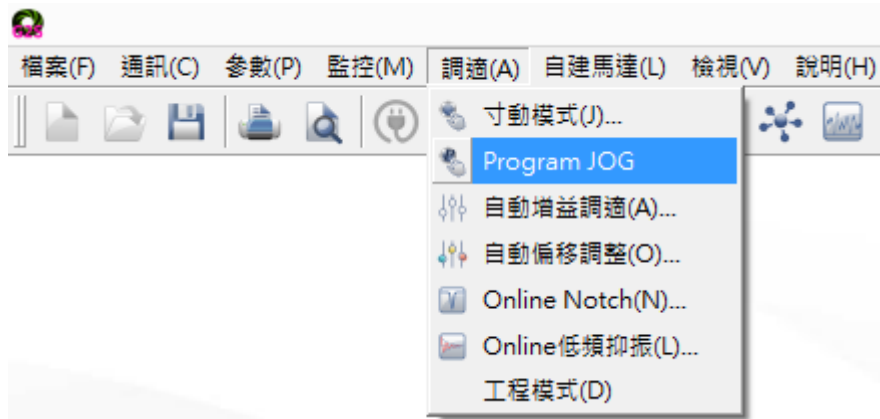 檔案(F) 通訊(C) 參數(P) 監控(M) 調適(A) 自建馬達(L) 檢視(V) 說明(H)
寸動模式(J)...
Program JOG
自動增益調適(A)...
自動偏移調整(O)...
Online Notch(N)...
Online低頻抑振(L)...
工程模式(D)